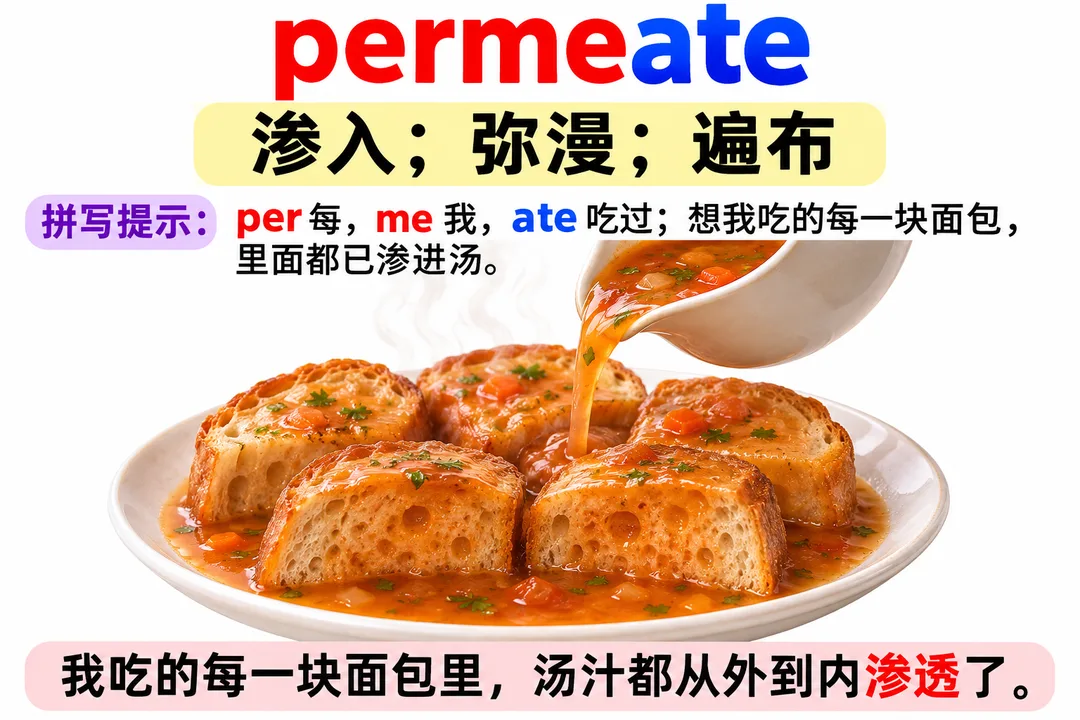 permeate
渗入；弥漫；遍布
拼写提示： per 每，me 我，ate 吃过；想我吃的每一块面包，
里面都已渗进汤。
我吃的每一块面包里，汤汁都从外到内渗透了。